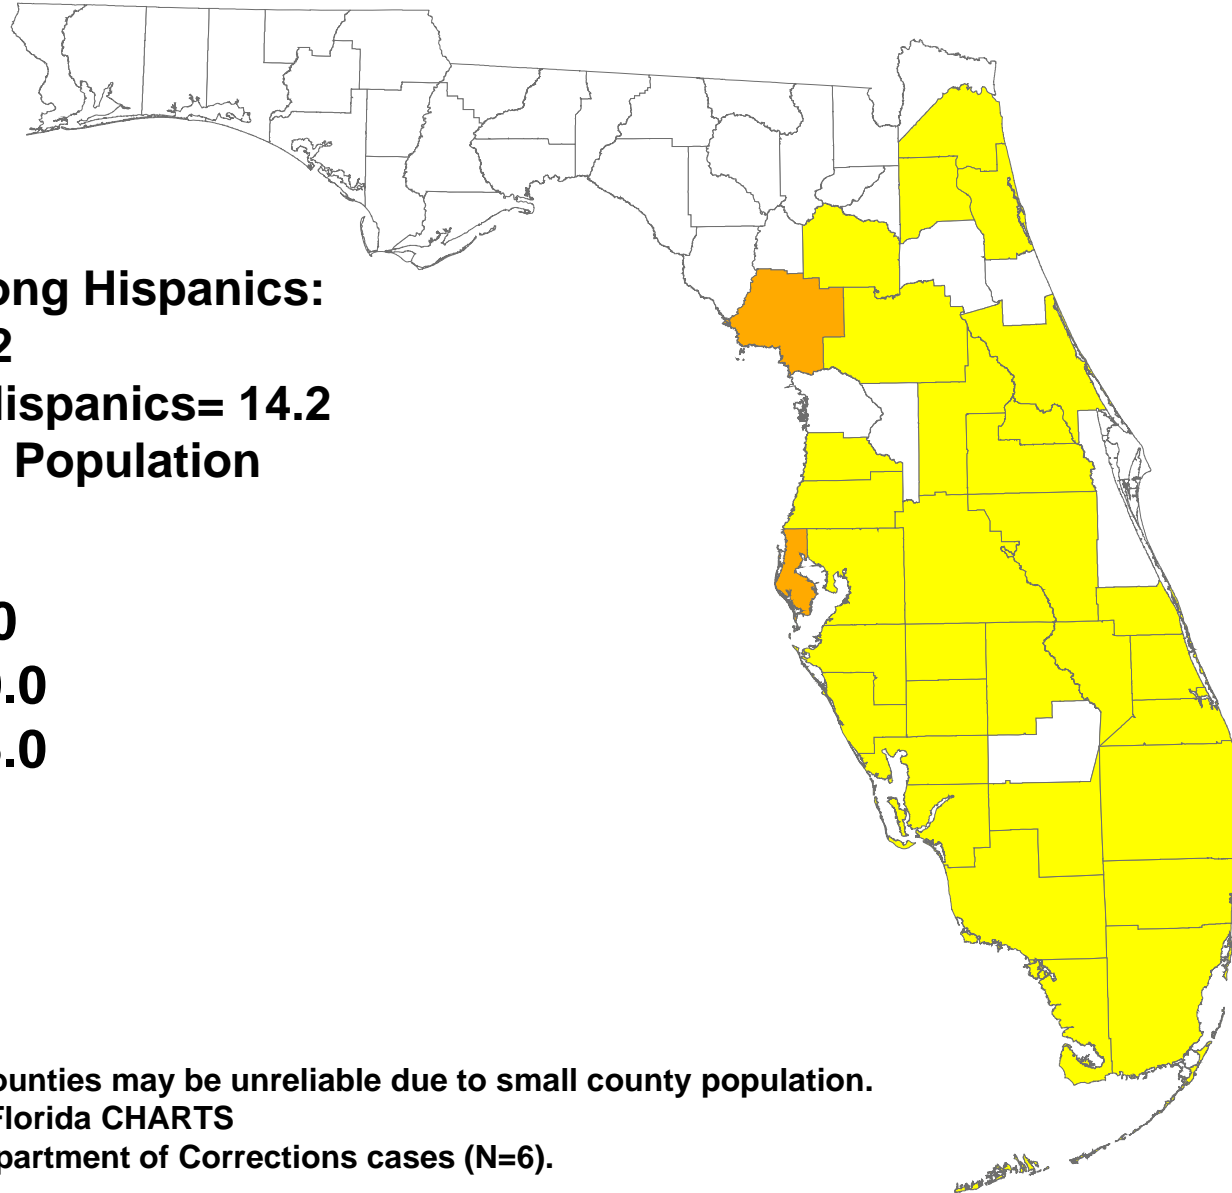 ong Hispanics:
2
Hispanics= 14.2
Population
0
.0
.0
ounties may be unreliable due to small county population.
Florida CHARTS
partment of Corrections cases (N=6).